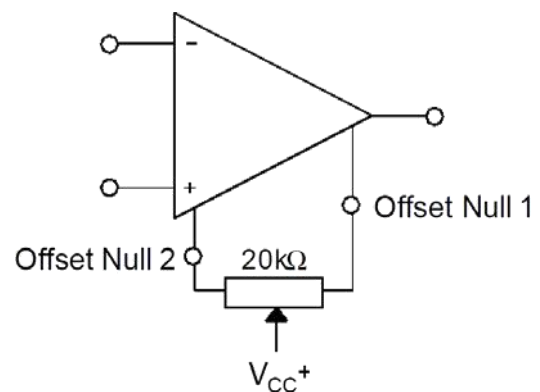 -
+
Offset Null 1
Offset Null 2
20kΩ
VCC+